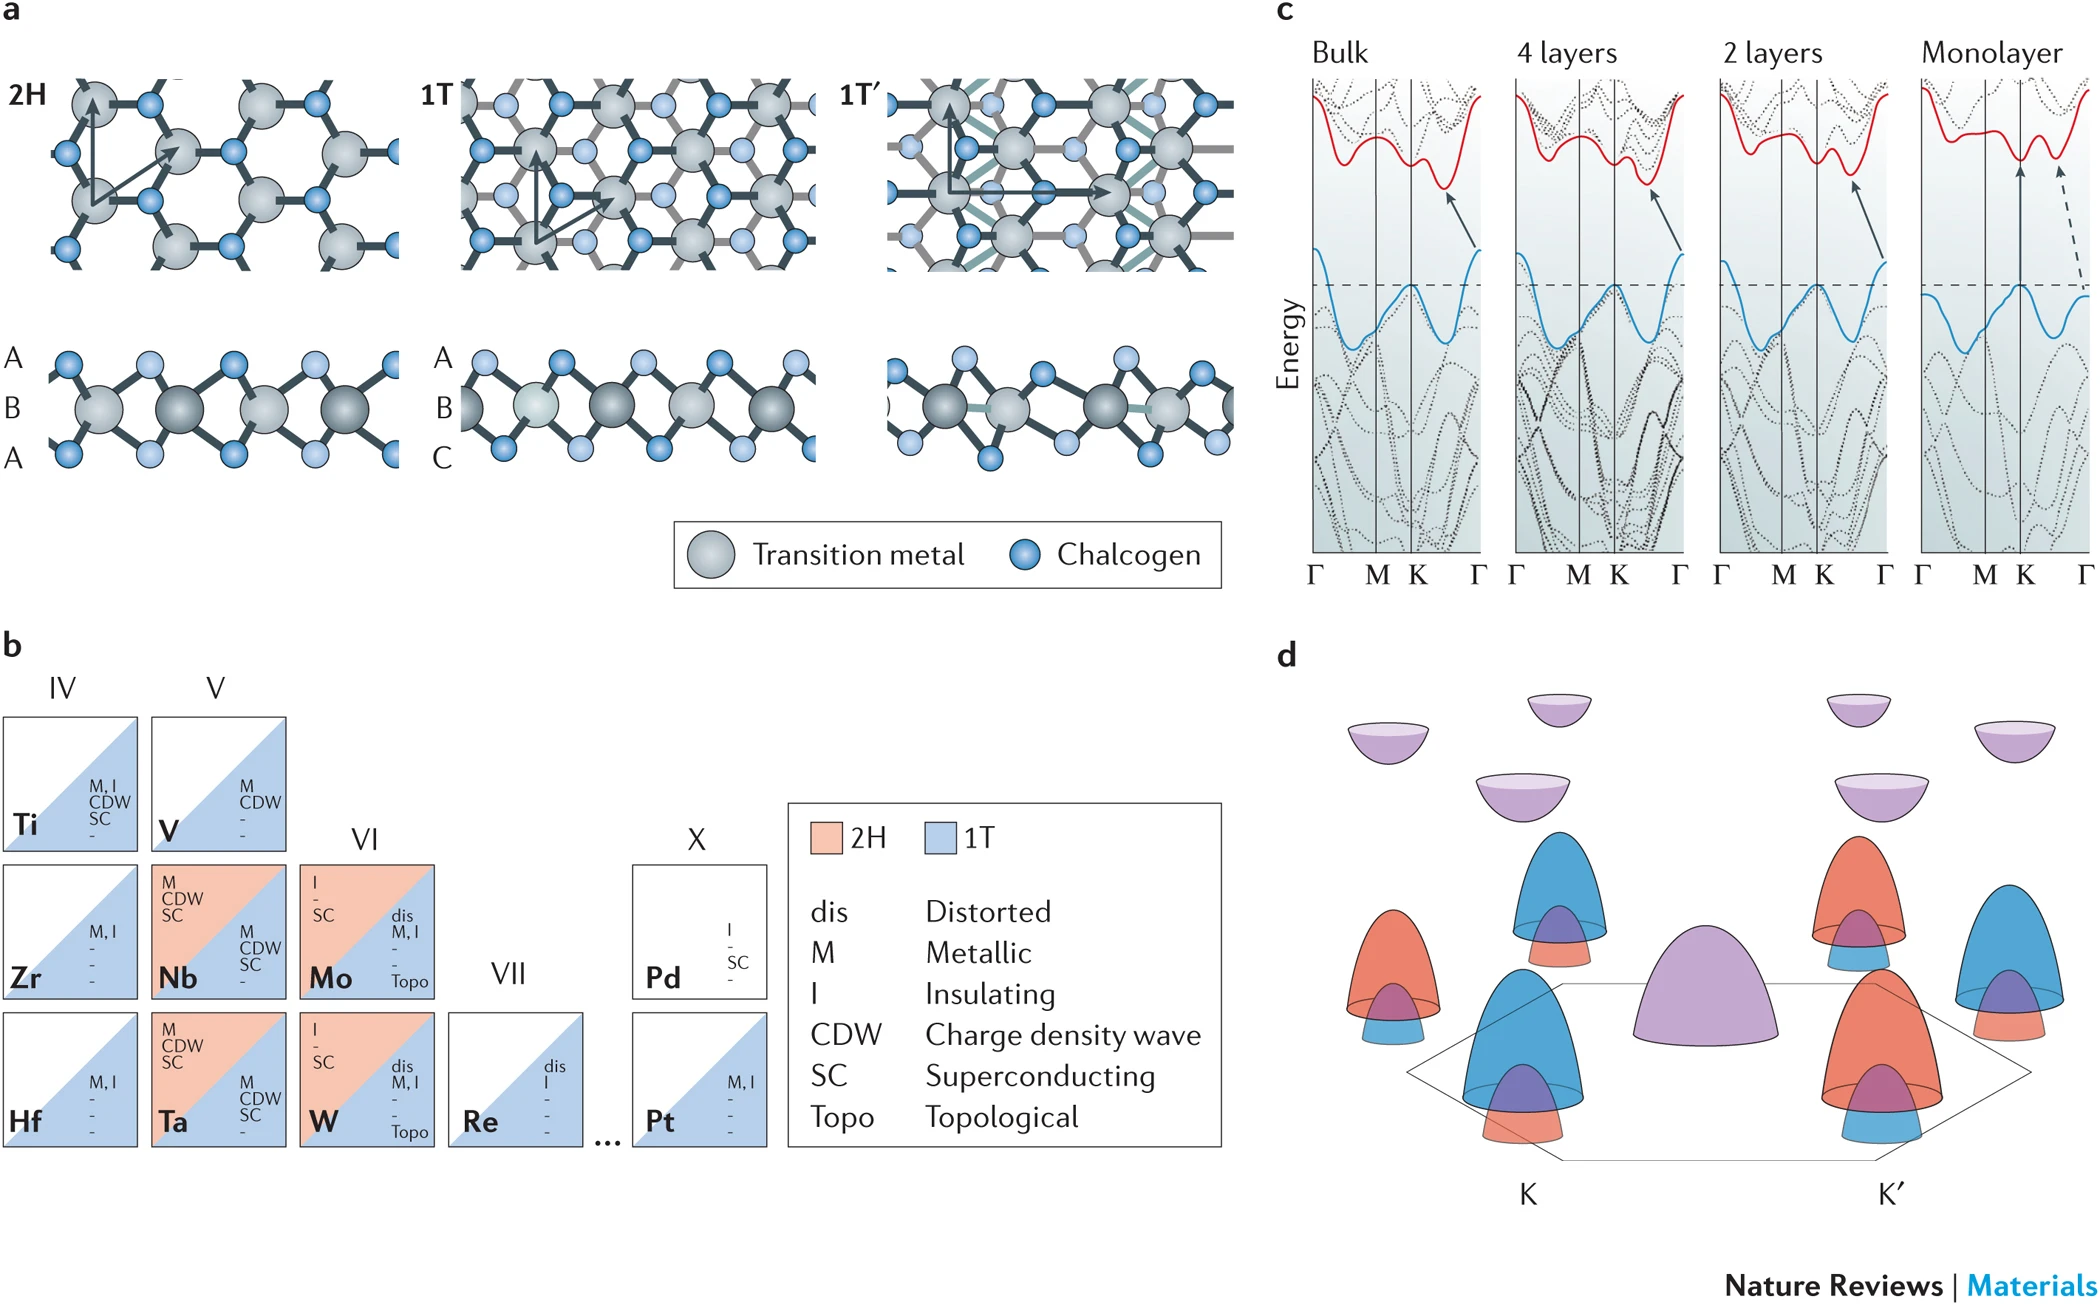 a
2H
1T
1T′
A
B
A
A
B
C
Transition metal
Chalcogen
b
IV
V
VI
VII
X
M, I
CDW
SC
-
Ti
M
CDW
-
-
V
M, I
-
-
-
Zr
M
CDW
SC
M
CDW
SC
-
Nb
I
-
SC
dis
M, I
-
-
Topo
Mo
I
-
SC
-
Pd
M, I
-
-
-
Hf
M
CDW
SC
M
CDW
SC
-
Ta
I
-
SC
dis
M, I
-
-
Topo
W
dis
I
-
-
-
Re
...
M, I
-
-
-
Pt
2H
1T
dis Distorted
M Metallic
I Insulating
CDW Charge density wave
SC Superconducting
Topo Topological
c
Bulk
4 layers
2 layers
Monolayer
Energy
Γ M K Γ
Γ M K Γ
Γ M K Γ
Γ M K Γ
d
K
K′
Nature Reviews | Materials